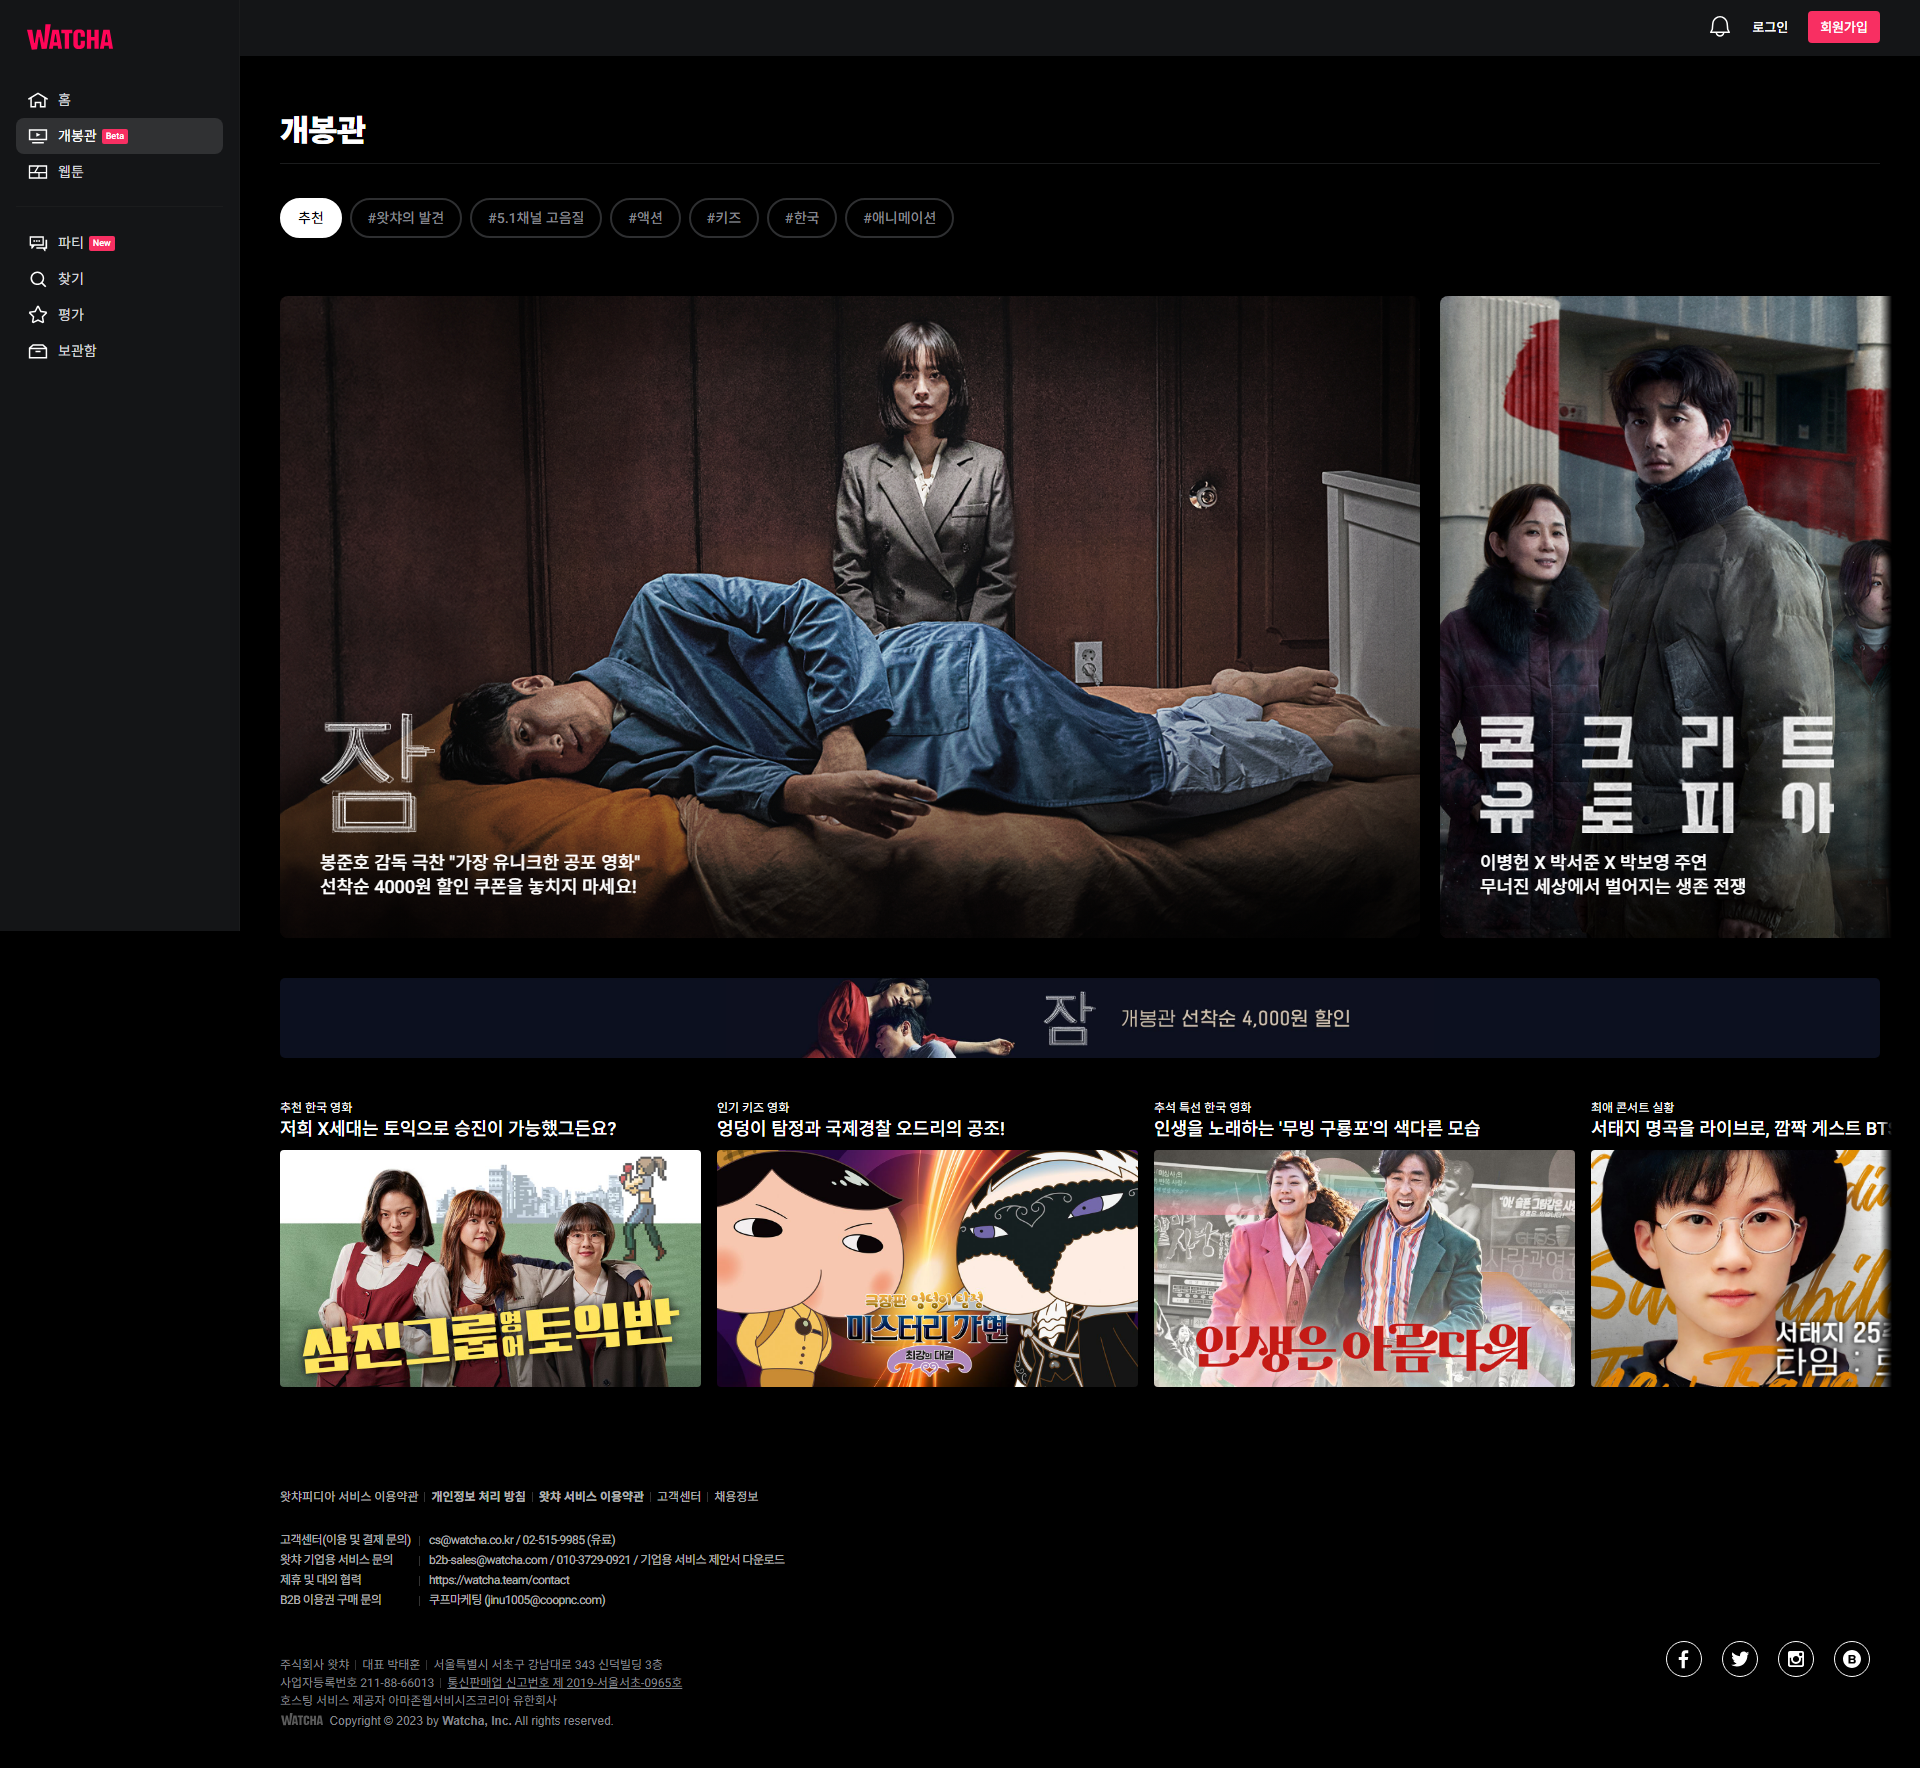 WATCHA
로그인
회원가입
홈
개봉관 Beta
웹툰
파티 New
찾기
평가
보관함
개봉관
추천
#왓챠의 발견
#5.1채널 고음질
#액션
#키즈
#한국
#애니메이션
잠
봉준호 감독 극찬 "가장 유니크한 공포 영화"
선착순 4000원 할인 쿠폰을 놓치지 마세요!
콘크리트
유토피아
이병헌 X 박서준 X 박보영 주연
무너진 세상에서 벌어지는 생존 전쟁
잠 개봉관 선착순 4,000원 할인
추천 한국 영화
저희 X세대는 토익으로 승진이 가능했그든요?
삼진그룹영어토익반
인기 키즈 영화
엉덩이 탐정과 국제경찰 오드리의 공조!
극장판 엉덩이 탐정
미스터리 가면
최강의 대결
추석 특선 한국 영화
인생을 노래하는 '무빙 구룡포'의 색다른 모습
인생은 아름다워
최애 콘서트 실황
서태지 명곡을 라이브로, 깜짝 게스트 BTS
서태지 25
타임 :
왓챠피디아 서비스 이용약관 | 개인정보 처리 방침 | 왓챠 서비스 이용약관 | 고객센터 | 채용정보
고객센터(이용 및 결제 문의) | cs@watcha.co.kr / 02-515-9985 (유료)
왓챠 기업용 서비스 문의 | b2b-sales@watcha.com / 010-3729-0921 / 기업용 서비스 제안서 다운로드
제휴 및 대외 협력 | https://watcha.team/contact
B2B 이용권 구매 문의 | 쿠프마케팅 (jinu1005@coopnc.com)
주식회사 왓챠 | 대표 박태훈 | 서울특별시 서초구 강남대로 343 신덕빌딩 3층
사업자등록번호 211-88-66013 | 통신판매업 신고번호 제 2019-서울서초-0965호
호스팅 서비스 제공자 아마존웹서비시즈코리아 유한회사
WATCHA Copyright © 2023 by Watcha, Inc. All rights reserved.